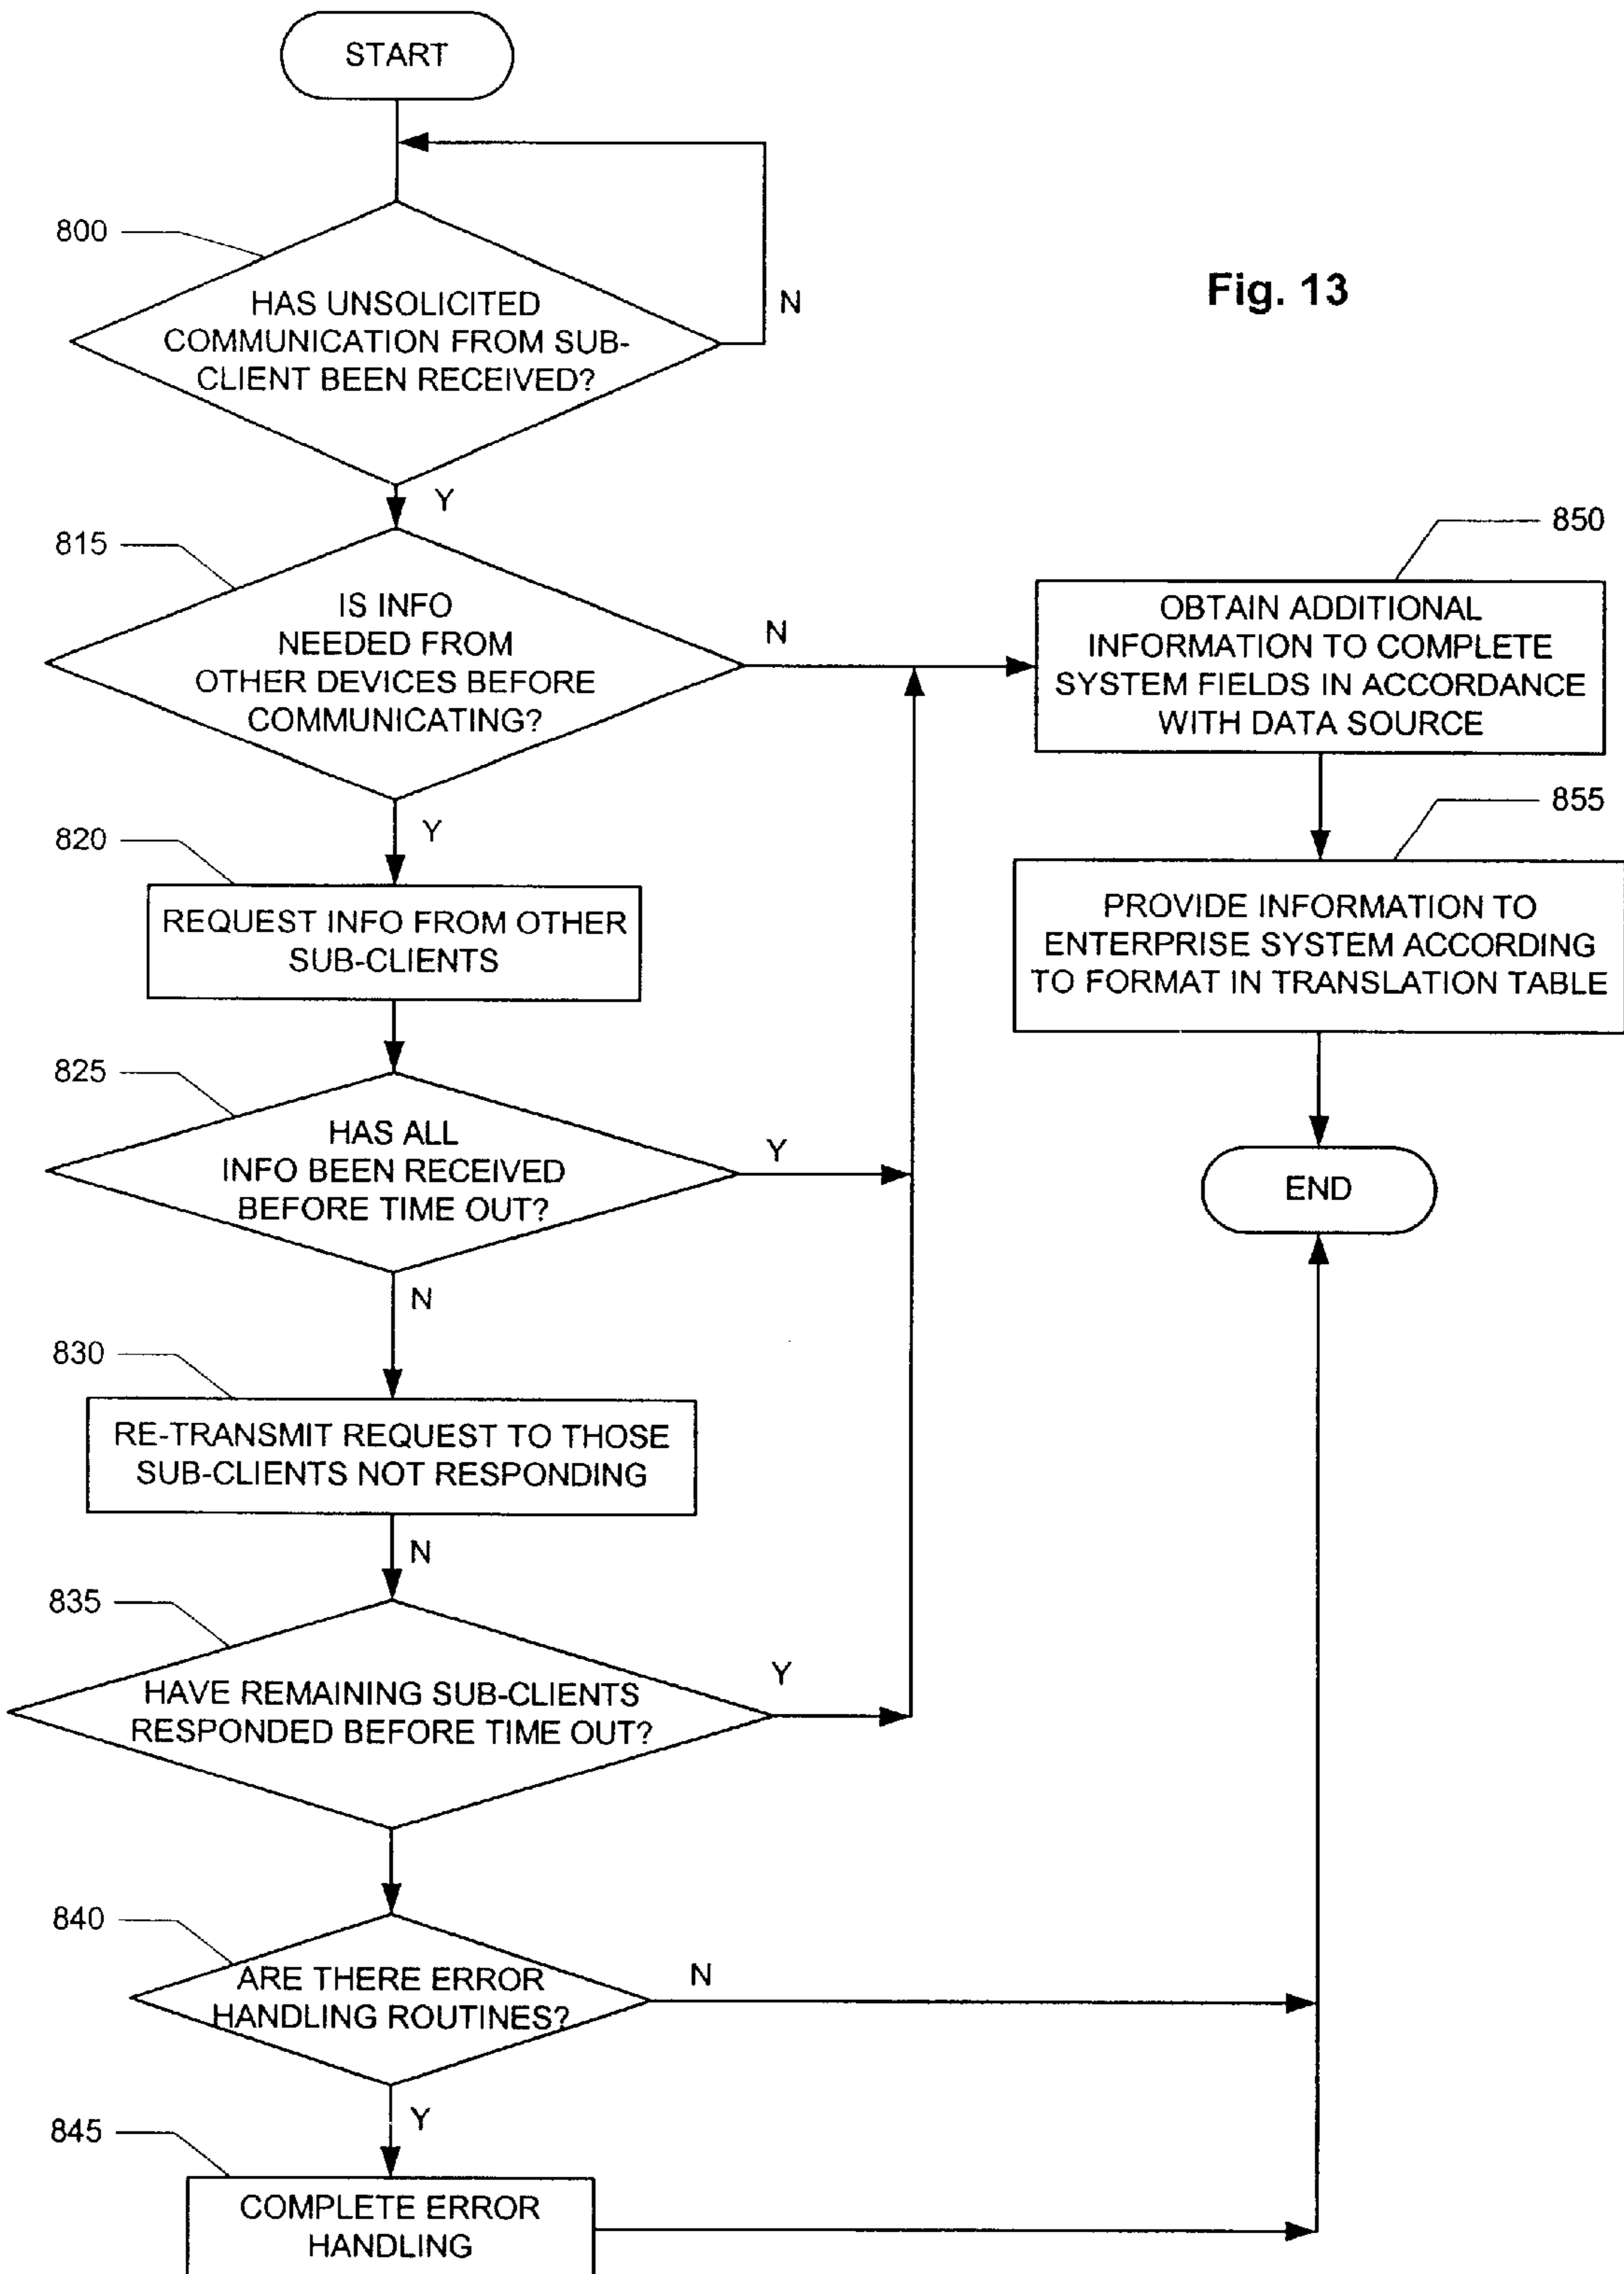 START
800
HAS UNSOLICITED
COMMUNICATION FROM SUB-
CLIENT BEEN RECEIVED?
N
Fig. 13
Y
815
IS INFO
NEEDED FROM
OTHER DEVICES BEFORE
COMMUNICATING?
N
850
OBTAIN ADDITIONAL
INFORMATION TO COMPLETE
SYSTEM FIELDS IN ACCORDANCE
WITH DATA SOURCE
Y
855
PROVIDE INFORMATION TO
ENTERPRISE SYSTEM ACCORDING
TO FORMAT IN TRANSLATION TABLE
820
REQUEST INFO FROM OTHER
SUB-CLIENTS
825
HAS ALL
INFO BEEN RECEIVED
BEFORE TIME OUT?
Y
END
N
830
RE-TRANSMIT REQUEST TO THOSE
SUB-CLIENTS NOT RESPONDING
N
835
HAVE REMAINING SUB-CLIENTS
RESPONDED BEFORE TIME OUT?
Y
840
ARE THERE ERROR
HANDLING ROUTINES?
N
Y
845
COMPLETE ERROR
HANDLING